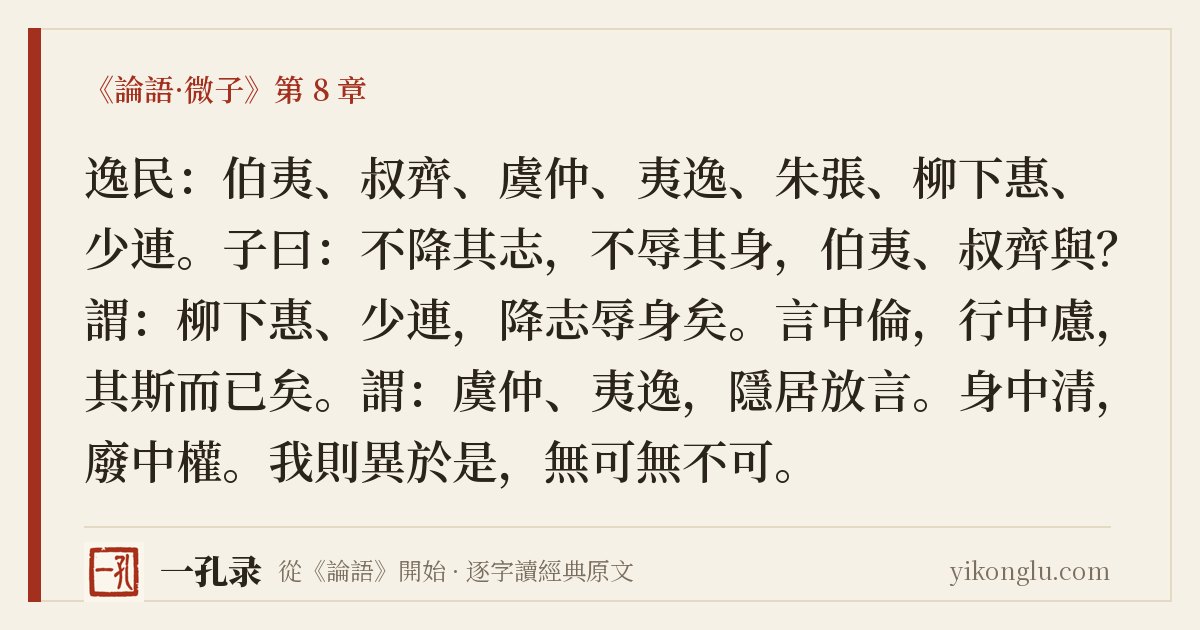 《論語·微子》第 8 章
逸民：伯夷、叔齊、虞仲、夷逸、朱張、柳下惠、
少連。子曰：不降其志，不辱其身，伯夷、叔齊與？
謂：柳下惠、少連，降志辱身矣。言中倫，行中慮，
其斯而已矣。謂：虞仲、夷逸，隱居放言。身中清，
廢中權。我則異於是，無可無不可。
一孔
一孔录 從《論語》開始 · 逐字讀經典原文 yikonglu.com